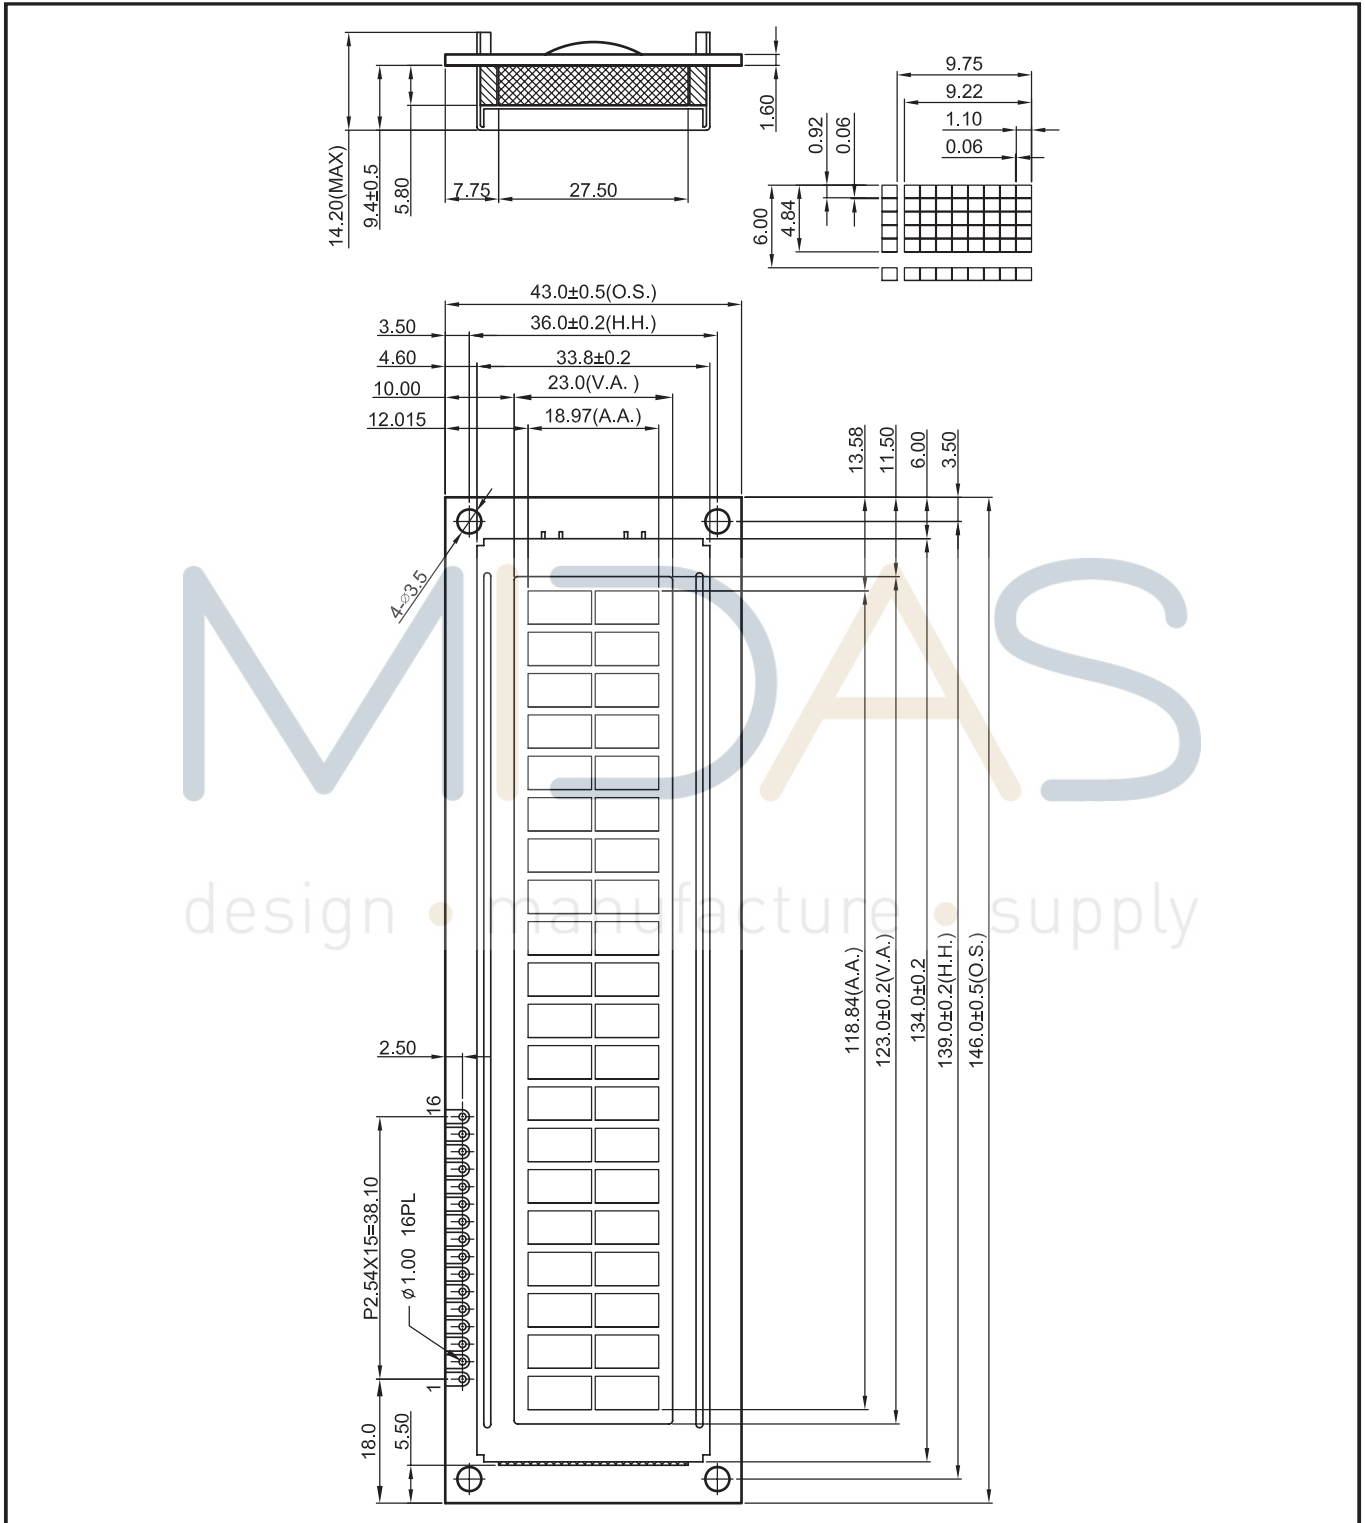 14.20(MAX)
9.4±0.5
5.80
7.75
27.50
1.60
9.75
9.22
1.10
0.06
0.92
0.06
6.00
4.84
43.0±0.5(O.S.)
3.50
36.0±0.2(H.H.)
4.60
33.8±0.2
10.00
23.0(V.A. )
12.015
18.97(A.A.)
13.58
11.50
6.00
3.50
4-⌀3.5
MIDAS
design • manufacture • supply
118.84(A.A.)
123.0±0.2(V.A.)
134.0±0.2
139.0±0.2(H.H.)
146.0±0.5(O.S.)
2.50
16
P2.54X15=38.10
⌀1.00 16PL
1
18.0
5.50